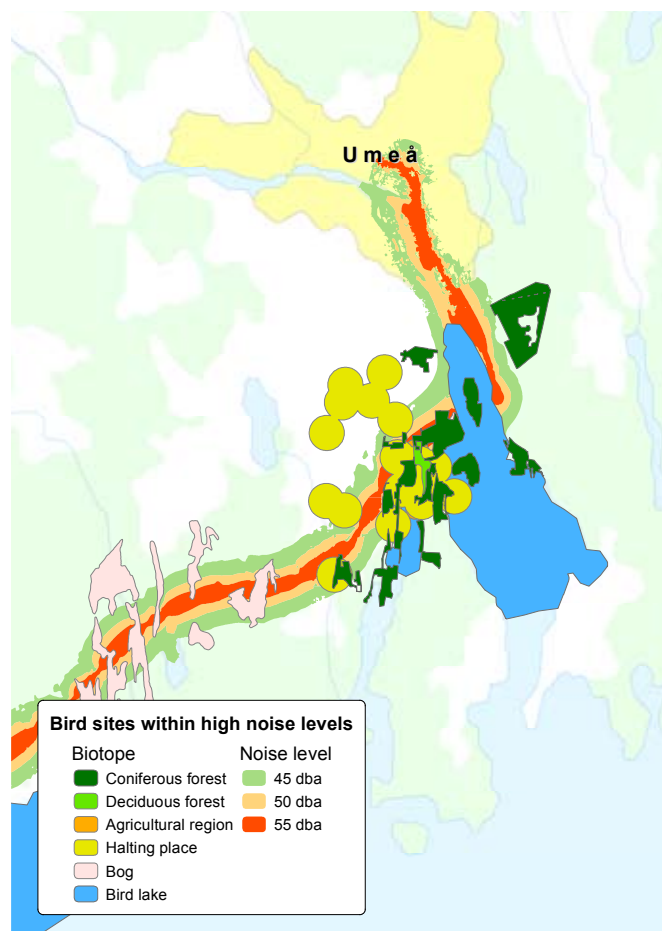 Umeå
Bird sites within high noise levels
Biotope Noise level
Coniferous forest 45 dba
Deciduous forest 50 dba
Agricultural region 55 dba
Halting place
Bog
Bird lake